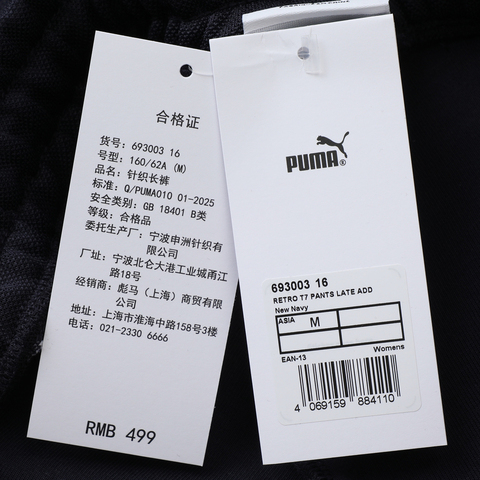 合格证
货号: 693003 16
号型: 160/62A (M)
品名: 针织长裤
标准: Q/PUMA010 01-2025
安全类别: GB 18401 B类
等级: 合格品
委托生产厂: 宁波申洲针织有
限公司
厂址: 宁波北仑大港工业城甬江
路18号
经销商: 彪马(上海)商贸有限
公司
地址: 上海市淮海中路158号3楼
电话: 021-2330 6666
RMB 499
PUMA®
693003 16
RETRO T7 PANTS LATE ADD
New Navy
ASIA M
EAN-13 Womens
4 069159 884110